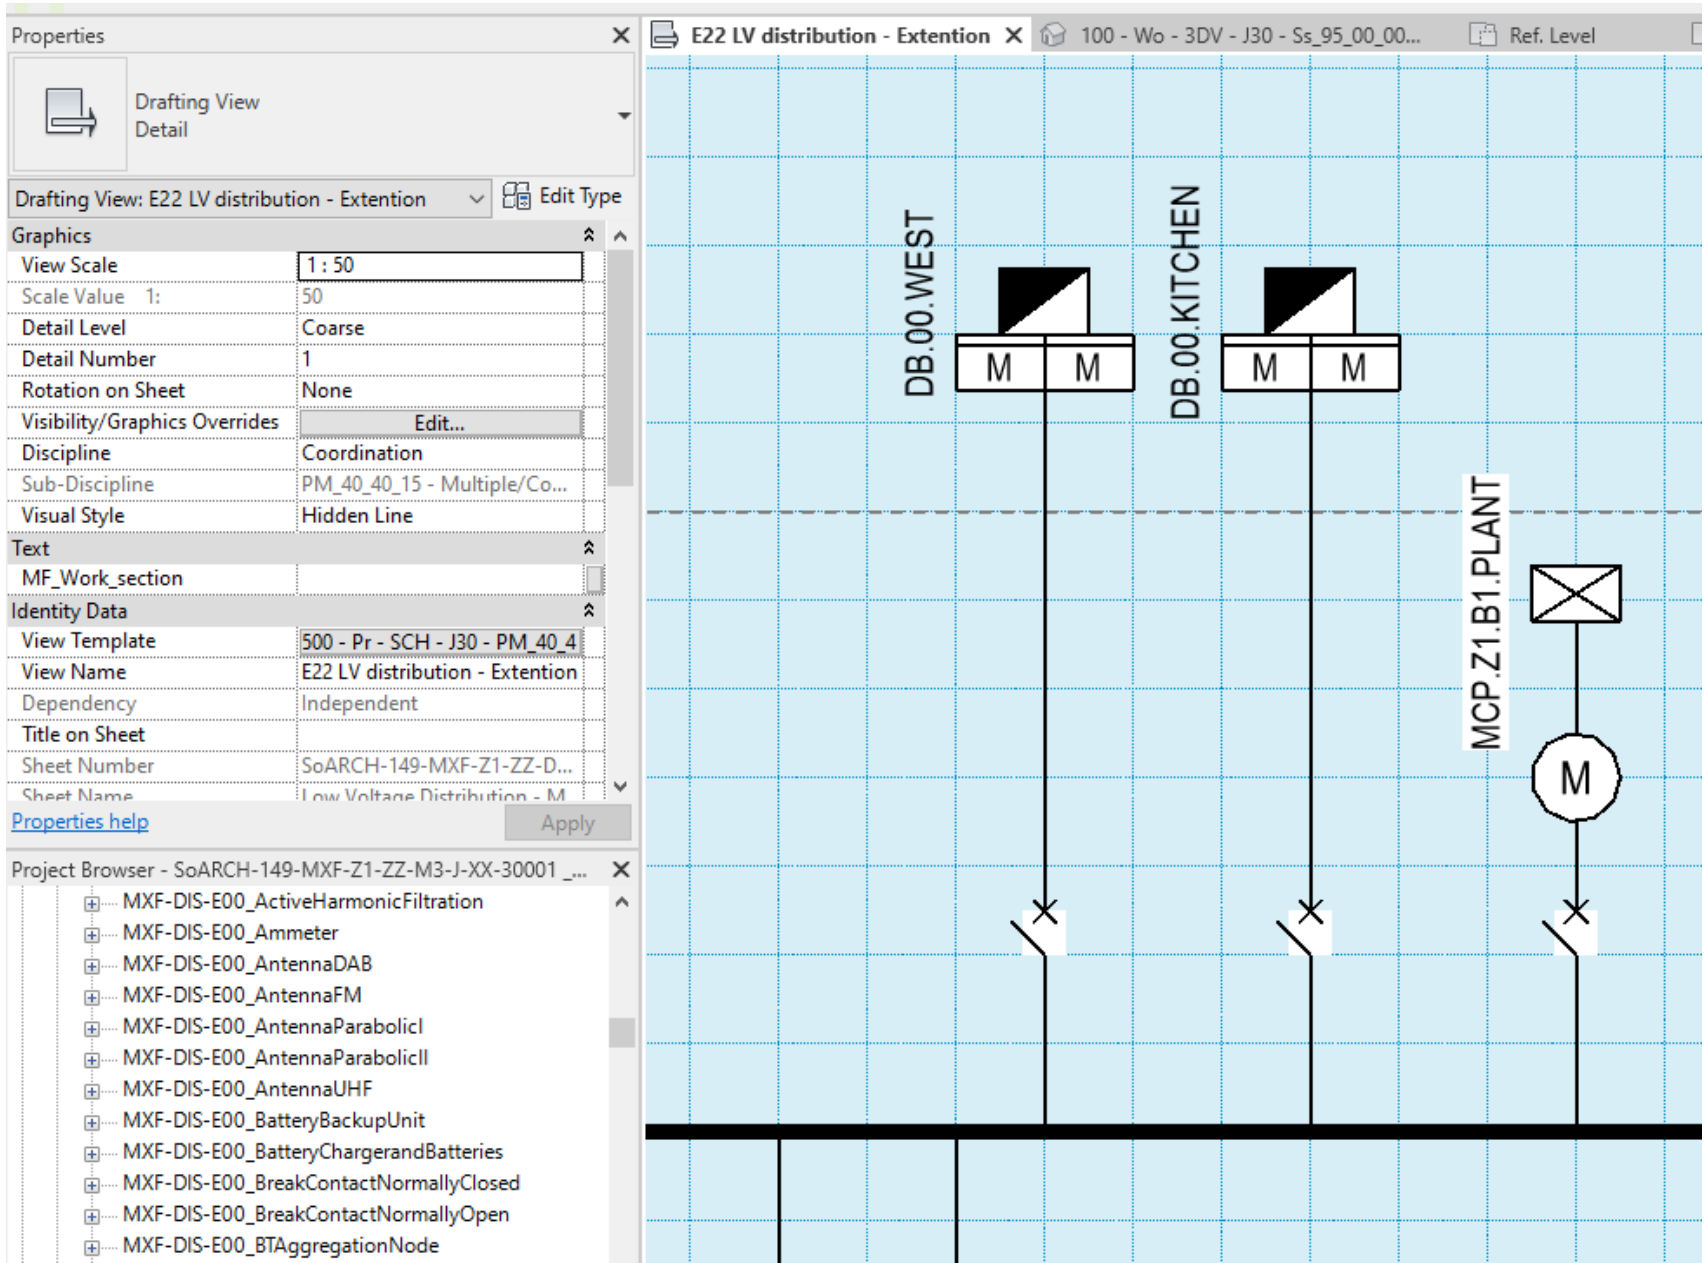 Properties
Drafting View
Detail
Drafting View: E22 LV distribution - Extention
Edit Type
Graphics
View Scale 1 : 50
Scale Value 1: 50
Detail Level Coarse
Detail Number 1
Rotation on Sheet None
Visibility/Graphics Overrides Edit...
Discipline Coordination
Sub-Discipline PM_40_40_15 - Multiple/Co...
Visual Style Hidden Line
Text
MF_Work_section
Identity Data
View Template 500 - Pr - SCH - J30 - PM_40_4
View Name E22 LV distribution - Extention
Dependency Independent
Title on Sheet
Sheet Number SoARCH-149-MXF-Z1-ZZ-D...
Sheet Name Low Voltage Distribution - M
Properties help
Apply
Project Browser - SoARCH-149-MXF-Z1-ZZ-M3-J-XX-30001 _...
MXF-DIS-E00_ActiveHarmonicFiltration
MXF-DIS-E00_Ammeter
MXF-DIS-E00_AntennaDAB
MXF-DIS-E00_AntennaFM
MXF-DIS-E00_AntennaParabolicI
MXF-DIS-E00_AntennaParabolicII
MXF-DIS-E00_AntennaUHF
MXF-DIS-E00_BatteryBackupUnit
MXF-DIS-E00_BatteryChargerandBatteries
MXF-DIS-E00_BreakContactNormallyClosed
MXF-DIS-E00_BreakContactNormallyOpen
MXF-DIS-E00_BTAggregationNode
E22 LV distribution - Extention
100 - Wo - 3DV - J30 - Ss_95_00_00...
Ref. Level
DB.00.WEST
M M
DB.00.KITCHEN
M M
MCP.Z1.B1.PLANT
M